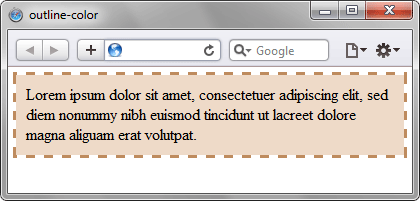 outline-color
Google
Lorem ipsum dolor sit amet, consectetuer adipiscing elit, sed
diem nonummy nibh euismod tincidunt ut lacreet dolore
magna aliguam erat volutpat.